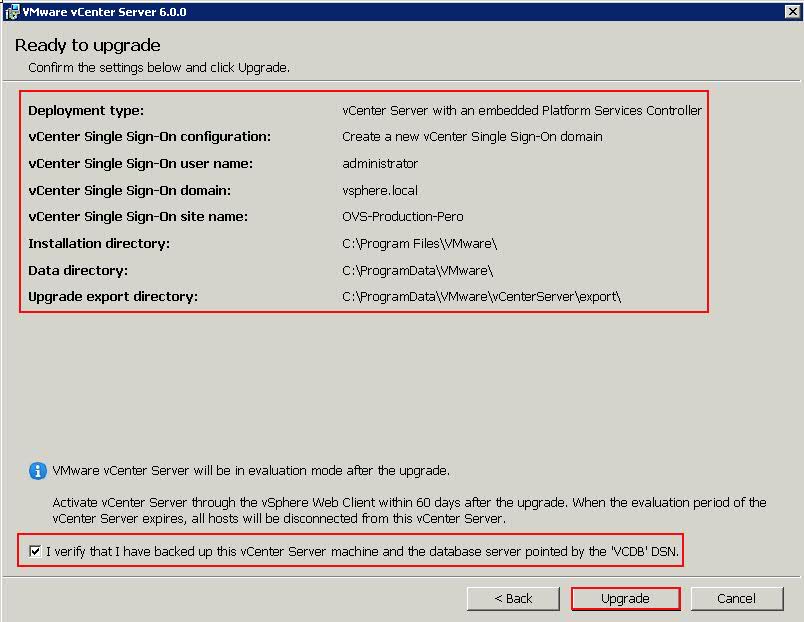 VMware vCenter Server 6.0.0
Ready to upgrade
Confirm the settings below and click Upgrade.
Deployment type: vCenter Server with an embedded Platform Services Controller
vCenter Single Sign-On configuration: Create a new vCenter Single Sign-On domain
vCenter Single Sign-On user name: administrator
vCenter Single Sign-On domain: vsphere.local
vCenter Single Sign-On site name: OVS-Production-Pero
Installation directory: C:\Program Files\VMware\
Data directory: C:\ProgramData\VMware\
Upgrade export directory: C:\ProgramData\VMware\vCenterServer\export\
VMware vCenter Server will be in evaluation mode after the upgrade.
Activate vCenter Server through the vSphere Web Client within 60 days after the upgrade. When the evaluation period of the
vCenter Server expires, all hosts will be disconnected from this vCenter Server.
I verify that I have backed up this vCenter Server machine and the database server pointed by the 'VCDB' DSN.
< Back Upgrade Cancel